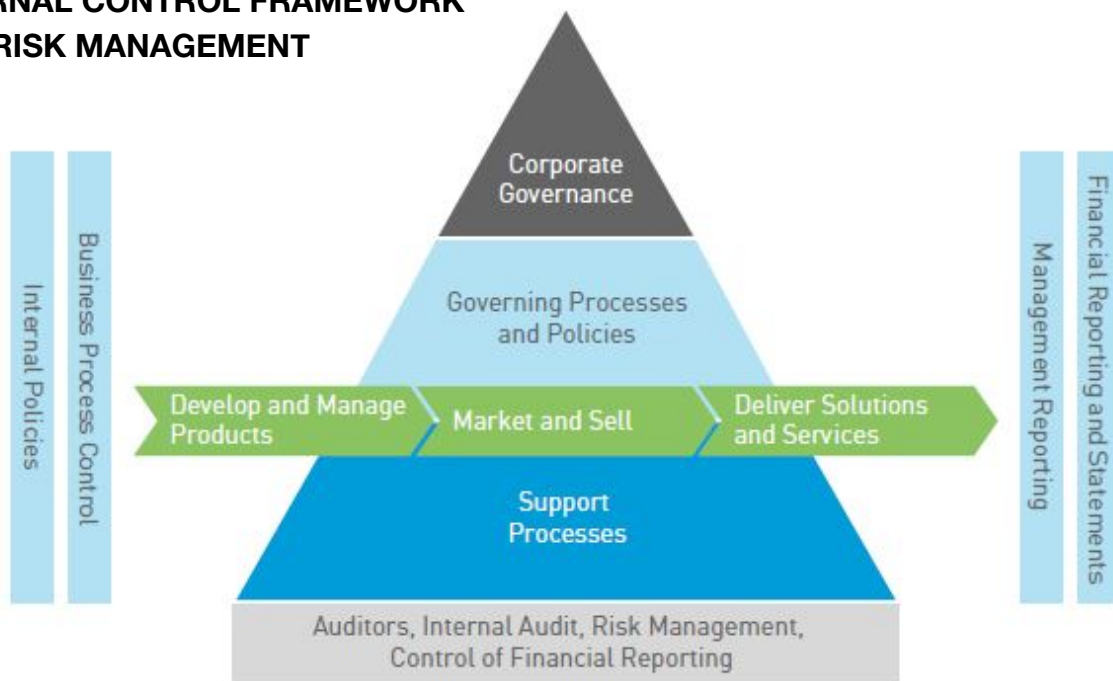 RNAL CONTROL FRAMEWORK
RISK MANAGEMENT
Corporate
Governance
Governing Processes
and Policies
Internal Policies
Business Process Control
Develop and Manage
Products
Market and Sell
Deliver Solutions
and Services
Management Reporting
Financial Reporting and Statements
Support
Processes
Auditors, Internal Audit, Risk Management,
Control of Financial Reporting